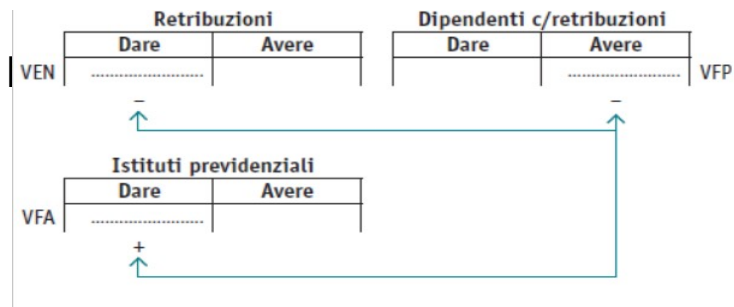 Retribuzioni
Dare Avere
VEN ........................
–
Dipendenti c/retribuzioni
Dare Avere
........................ VFP
–
Istituti previdenziali
Dare Avere
VFA ........................
+